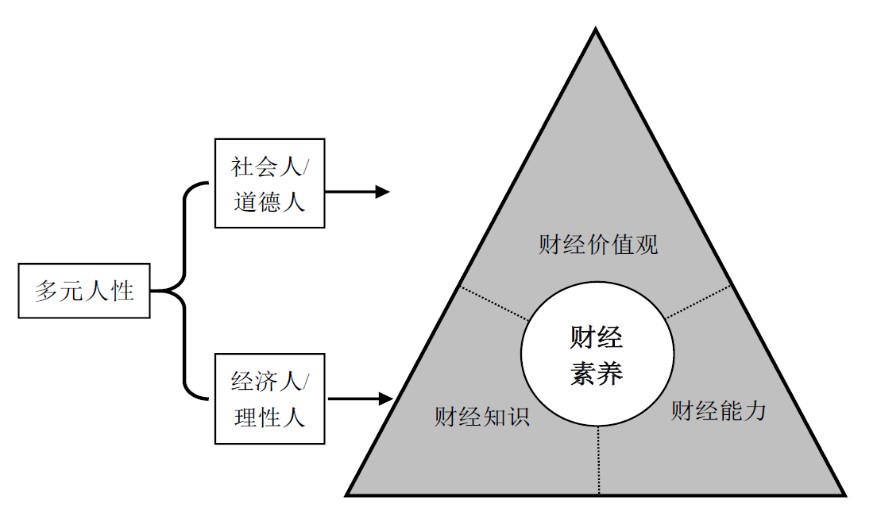 社会人/
道德人
多元人性
经济人/
理性人
财经价值观
财经
素养
财经知识
财经能力